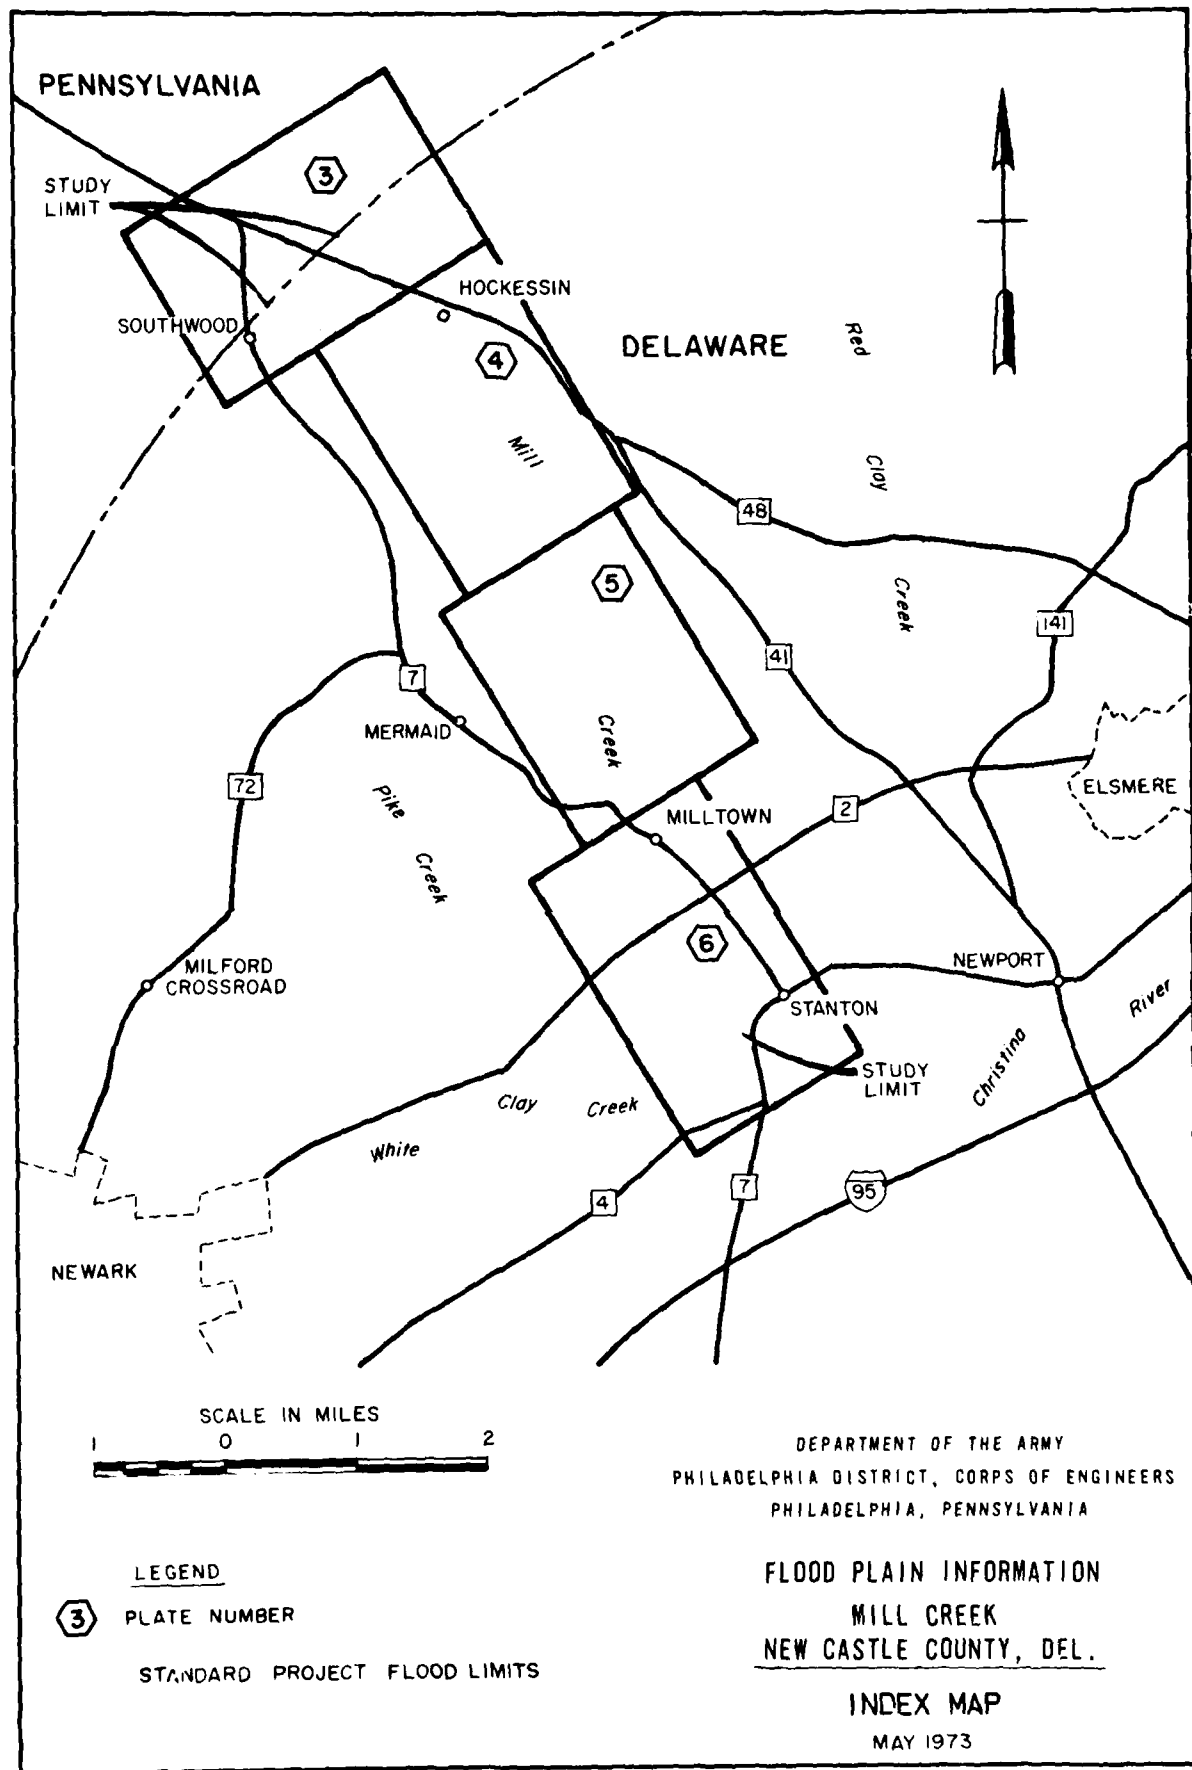 PENNSYLVANIA
3
STUDY
LIMIT
HOCKESSIN
SOUTHWOOD
4
DELAWARE
Red
Mill
Clay
48
5
Creek
141
41
7
MERMAID
Creek
72
Pike
ELSMERE
2
MILLTOWN
Creek
6
MILFORD
CROSSROAD
NEWPORT
STANTON
River
STUDY
LIMIT
Christina
Clay
Creek
White
7
95
4
NEWARK
SCALE IN MILES
1 0 1 2
DEPARTMENT OF THE ARMY
PHILADELPHIA DISTRICT, CORPS OF ENGINEERS
PHILADELPHIA, PENNSYLVANIA
LEGEND
3 PLATE NUMBER
STANDARD PROJECT FLOOD LIMITS
FLOOD PLAIN INFORMATION
MILL CREEK
NEW CASTLE COUNTY, DEL.
INDEX MAP
MAY 1973